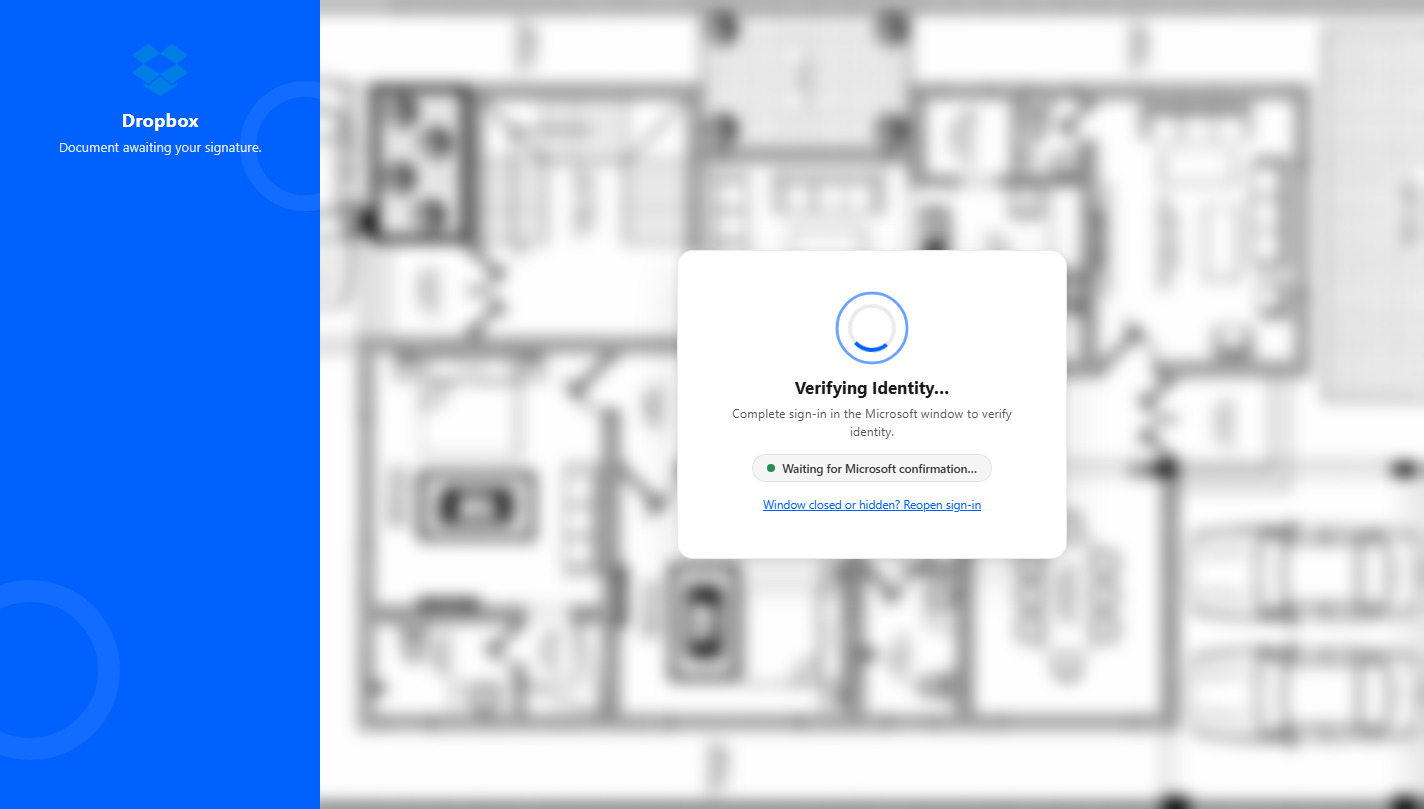 Dropbox
Document awaiting your signature.
Verifying Identity...
Complete sign-in in the Microsoft window to verify
identity.
Waiting for Microsoft confirmation...
Window closed or hidden? Reopen sign-in